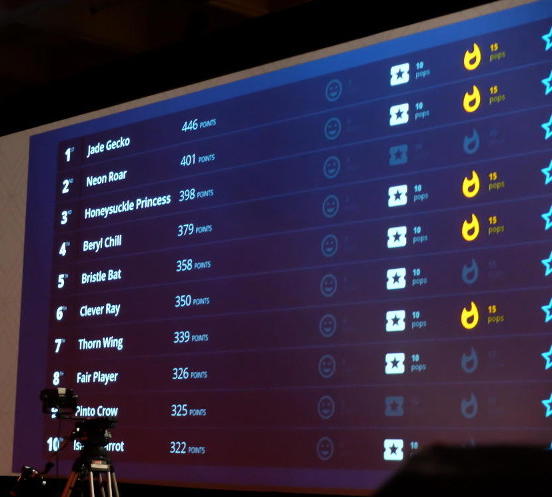 1ST Jade Gecko 446 POINTS 10 pops 15 pops
2ND Neon Roar 401 POINTS 10 pops 15 pops
3RD Honeysuckle Princess 398 POINTS
4TH Beryl Chill 379 POINTS 10 pops 15 pops
5TH Bristle Bat 358 POINTS 10 pops 15 pops
6TH Clever Ray 350 POINTS 10 pops
7TH Thorn Wing 339 POINTS 10 pops 15 pops
8TH Fair Player 326 POINTS 10 pops
Pinto Crow 325 POINTS
10 322 POINTS 10 pops